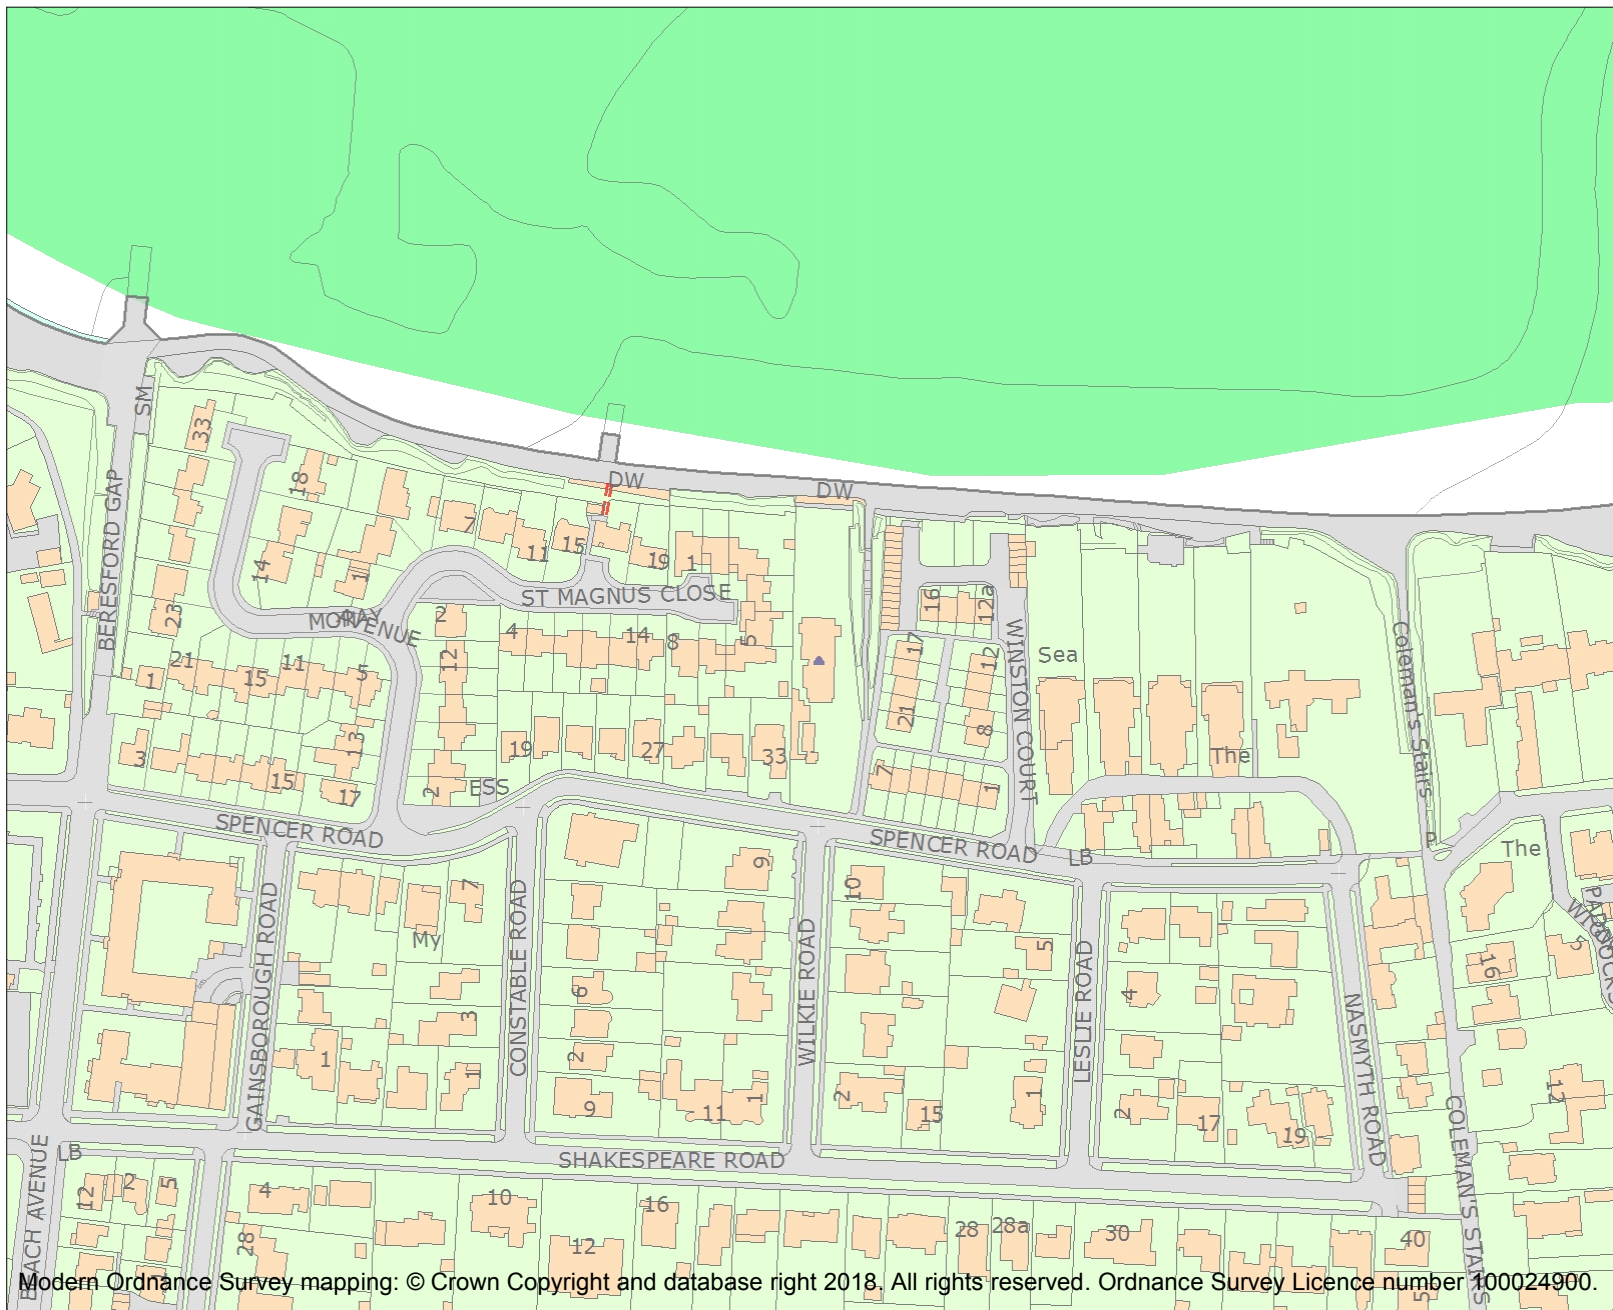 SM
33
BERESFORD GAP
18
14
1
23
MORAY
AVENUE
7
11
15
19
1
DW
DW
ST MAGNUS CLOSE
2
4
14
8
5
12
21
15
11
5
1
3
13
15
17
2
ESS
19
27
33
16
12a
17
12
21
8
7
1
WINSTON COURT
Sea
The
Coleman's Stairs
P
The
SPENCER ROAD
SPENCER ROAD
LB
GAINSBOROUGH ROAD
CONSTABLE ROAD
WILKIE ROAD
LESLIE ROAD
NASMYTH ROAD
COLEMAN'S STAIRS
PADDOCKS
My
7
3
1
1
9
6
2
9
11
1
10
2
15
5
1
4
2
17
19
16
5
12
SHAKESPEARE ROAD
LB
BEACH AVENUE
12
2
5
4
28
10
12
16
28
28a
30
40
5
Modern Ordnance Survey mapping: © Crown Copyright and database right 2018. All rights reserved. Ordnance Survey Licence number 100024900.